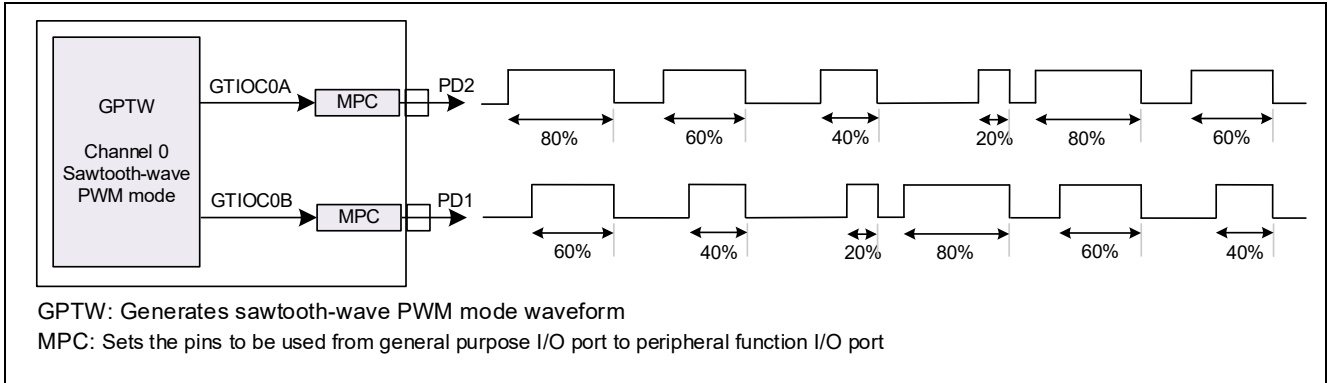 GPTW
Channel 0
Sawtooth-wave
PWM mode
GTIOC0A
MPC
PD2
80%
60%
40%
20%
80%
60%
GTIOC0B
MPC
PD1
60%
40%
20%
80%
60%
40%
GPTW: Generates sawtooth-wave PWM mode waveform
MPC: Sets the pins to be used from general purpose I/O port to peripheral function I/O port